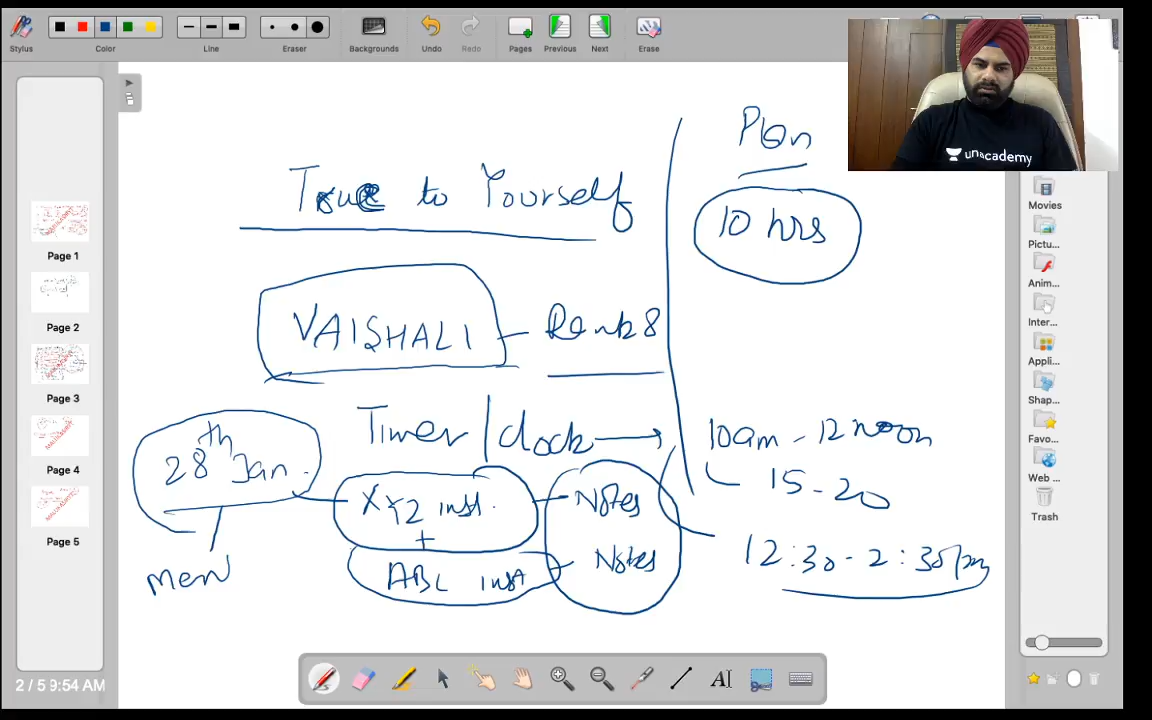 Stylus
Color
Line
Eraser
Backgrounds
Undo
Redo
Pages
Previous
Next
Erase
unacademy
Page 1
Page 2
Page 3
Page 4
Page 5
2 / 5 9:54 AM
True to Yourself
VAISHALI - Rank 8
Timer / clock →
28th Jan.
XYZ inst. - Notes
+
ABC inst - Notes
Plan
10 hrs
10am - 12 noon
15 - 20
12:30 - 2:30pm
Movies
Pictu...
Anim...
Inter...
Appli...
Shap...
Favo...
Web ...
Trash